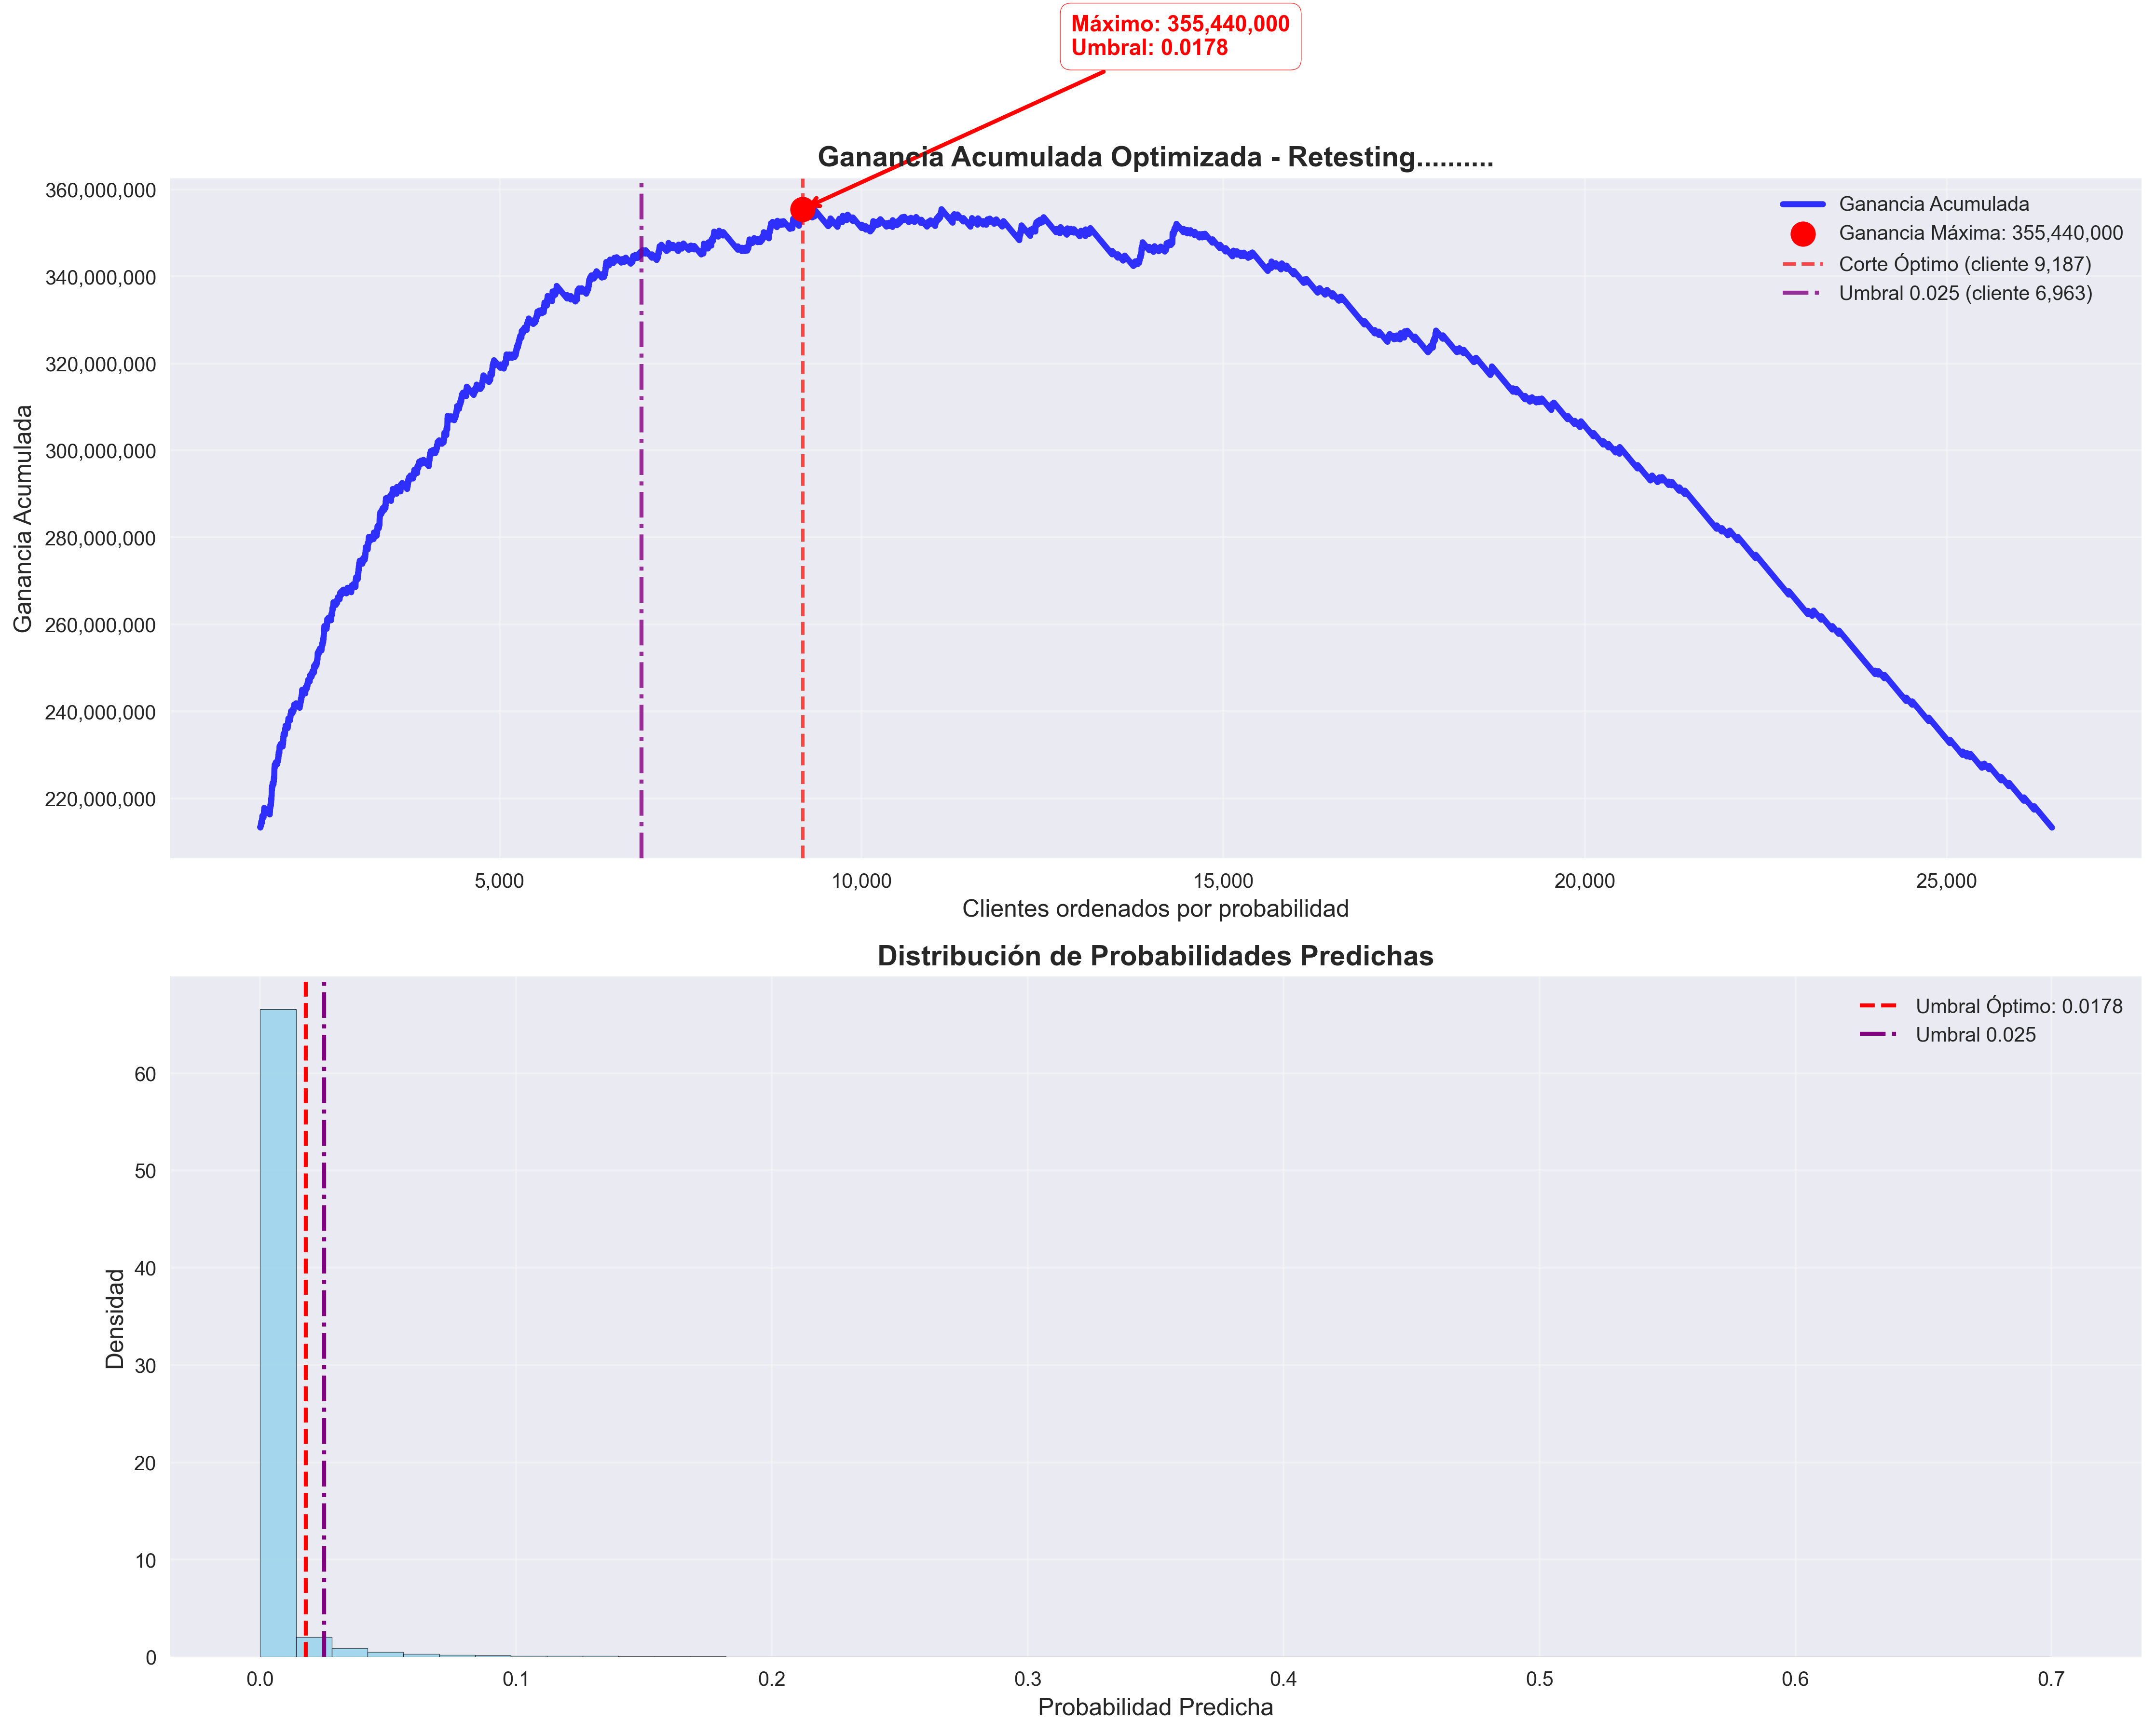 Máximo: 355,440,000
Umbral: 0.0178
Ganancia Acumulada Optimizada - Retesting..........
360,000,000
340,000,000
320,000,000
300,000,000
280,000,000
260,000,000
240,000,000
220,000,000
Ganancia Acumulada
Ganancia Acumulada
Ganancia Máxima: 355,440,000
Corte Óptimo (cliente 9,187)
Umbral 0.025 (cliente 6,963)
5,000
10,000
15,000
20,000
25,000
Clientes ordenados por probabilidad
Distribución de Probabilidades Predichas
60
50
40
30
20
10
0
Densidad
Umbral Óptimo: 0.0178
Umbral 0.025
0.0
0.1
0.2
0.3
0.4
0.5
0.6
0.7
Probabilidad Predicha